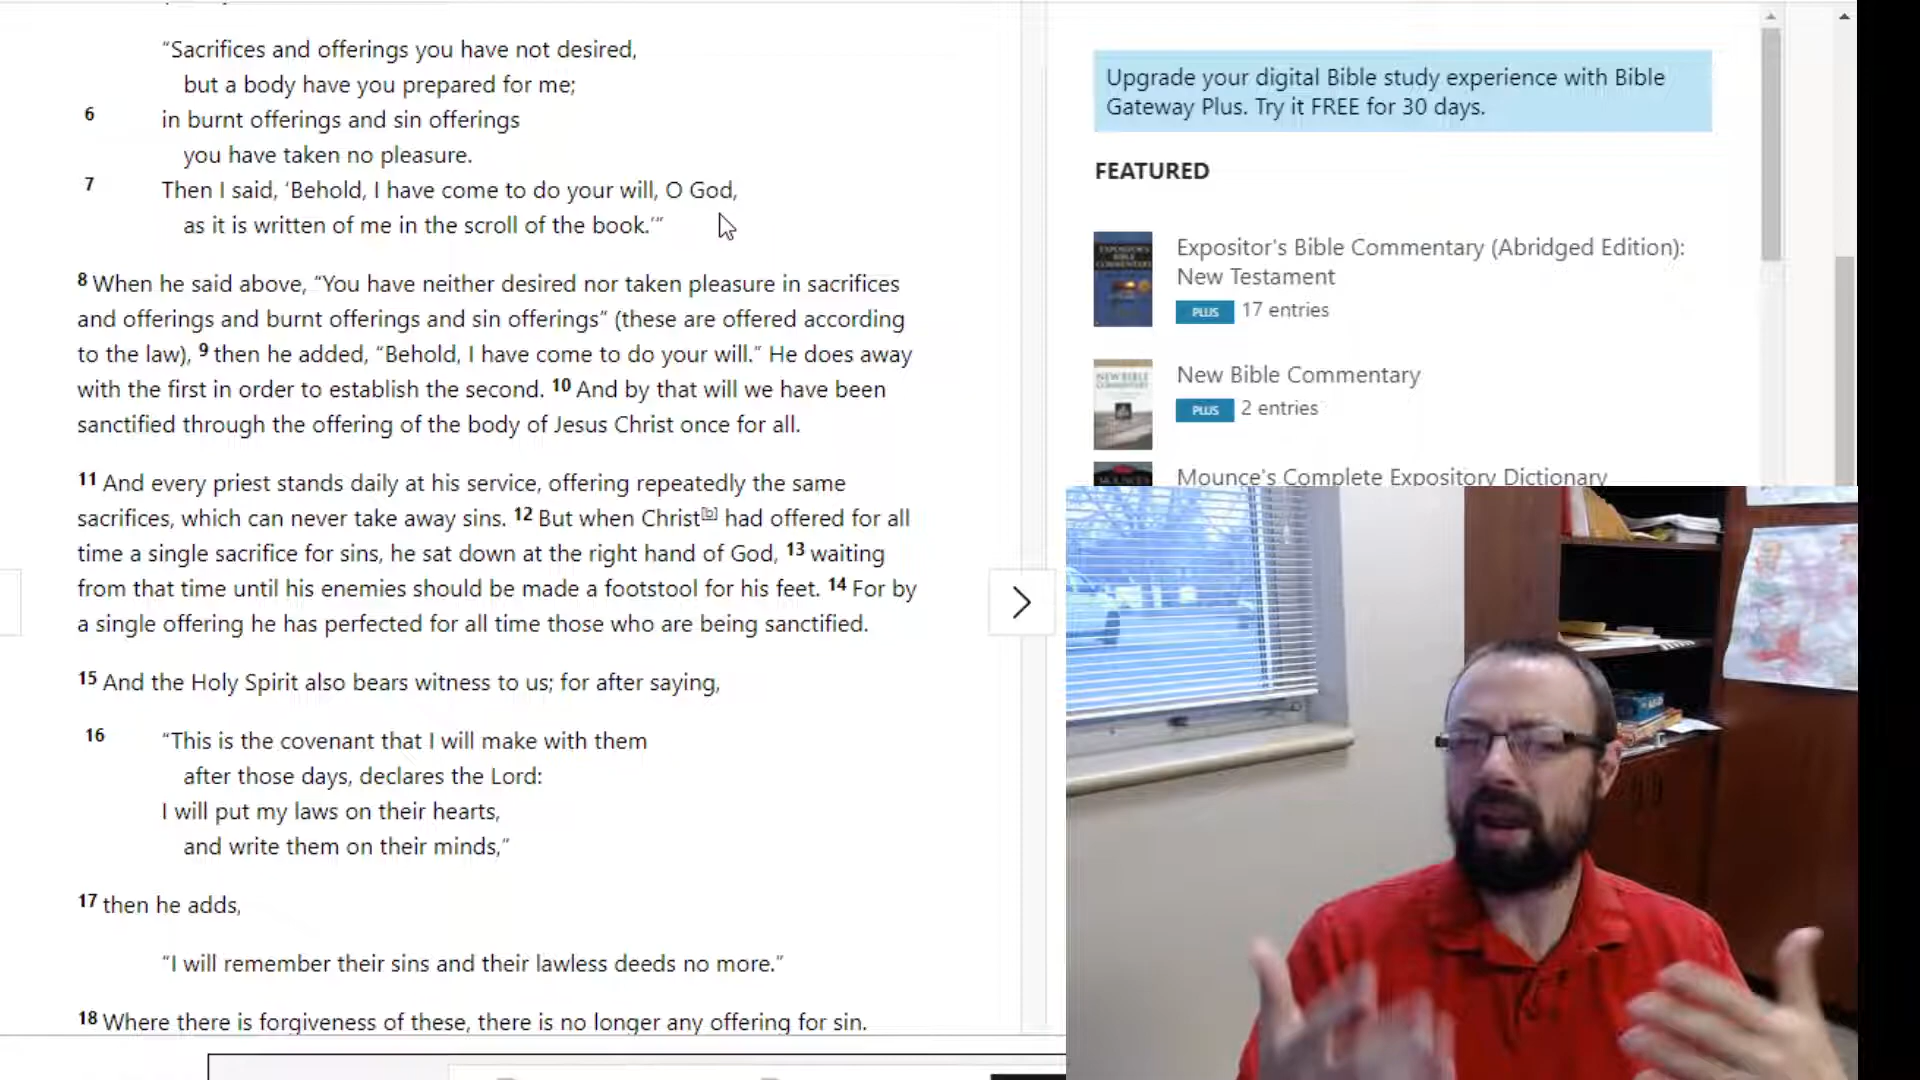 “Sacrifices and offerings you have not desired,
but a body have you prepared for me;
6 in burnt offerings and sin offerings
you have taken no pleasure.
7 Then I said, ‘Behold, I have come to do your will, O God,
as it is written of me in the scroll of the book.’”
8 When he said above, “You have neither desired nor taken pleasure in sacrifices
and offerings and burnt offerings and sin offerings” (these are offered according
to the law), 9 then he added, “Behold, I have come to do your will.” He does away
with the first in order to establish the second. 10 And by that will we have been
sanctified through the offering of the body of Jesus Christ once for all.
11 And every priest stands daily at his service, offering repeatedly the same
sacrifices, which can never take away sins. 12 But when Christ[b] had offered for all
time a single sacrifice for sins, he sat down at the right hand of God, 13 waiting
from that time until his enemies should be made a footstool for his feet. 14 For by
a single offering he has perfected for all time those who are being sanctified.
15 And the Holy Spirit also bears witness to us; for after saying,
16 “This is the covenant that I will make with them
after those days, declares the Lord:
I will put my laws on their hearts,
and write them on their minds,”
17 then he adds,
“I will remember their sins and their lawless deeds no more.”
18 Where there is forgiveness of these, there is no longer any offering for sin.
Upgrade your digital Bible study experience with Bible
Gateway Plus. Try it FREE for 30 days.
FEATURED
EXPOSITOR'S
BIBLE
COMMENTARY
Expositor's Bible Commentary (Abridged Edition):
New Testament
PLUS 17 entries
NEW BIBLE
COMMENTARY
New Bible Commentary
PLUS 2 entries
MOUNCE'S
Mounce's Complete Expository Dictionary